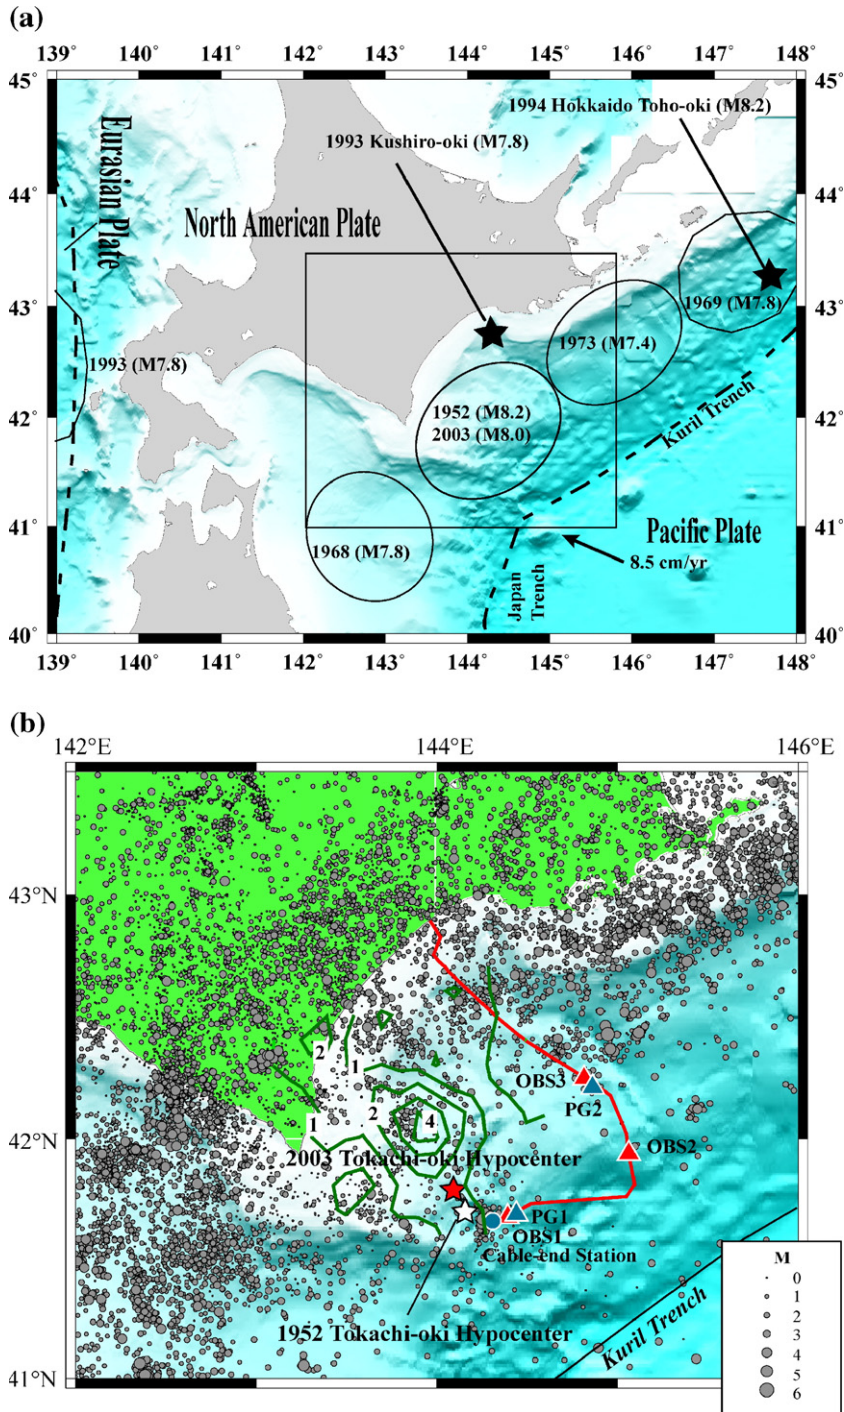 (a)
139° 140° 141° 142° 143° 144° 145° 146° 147° 148°
45° 45°
1994 Hokkaido Toho-oki (M8.2)
1993 Kushiro-oki (M7.8)
Eurasian Plate
44° 44°
North American Plate
43° 43°
1969 (M7.8)
1973 (M7.4)
1993 (M7.8)
1952 (M8.2)
2003 (M8.0)
42° 42°
Kuril Trench
41° 41°
1968 (M7.8)
Pacific Plate
8.5 cm/yr
Japan
Trench
40° 40°
139° 140° 141° 142° 143° 144° 145° 146° 147° 148°
(b)
142°E 144°E 146°E
43°N
2
1
OBS3
PG2
2
4
1
42°N
OBS2
2003 Tokachi-oki Hypocenter
PG1
OBS1
Cable-end Station
1952 Tokachi-oki Hypocenter
Kuril Trench
41°N
M
0
1
2
3
4
5
6